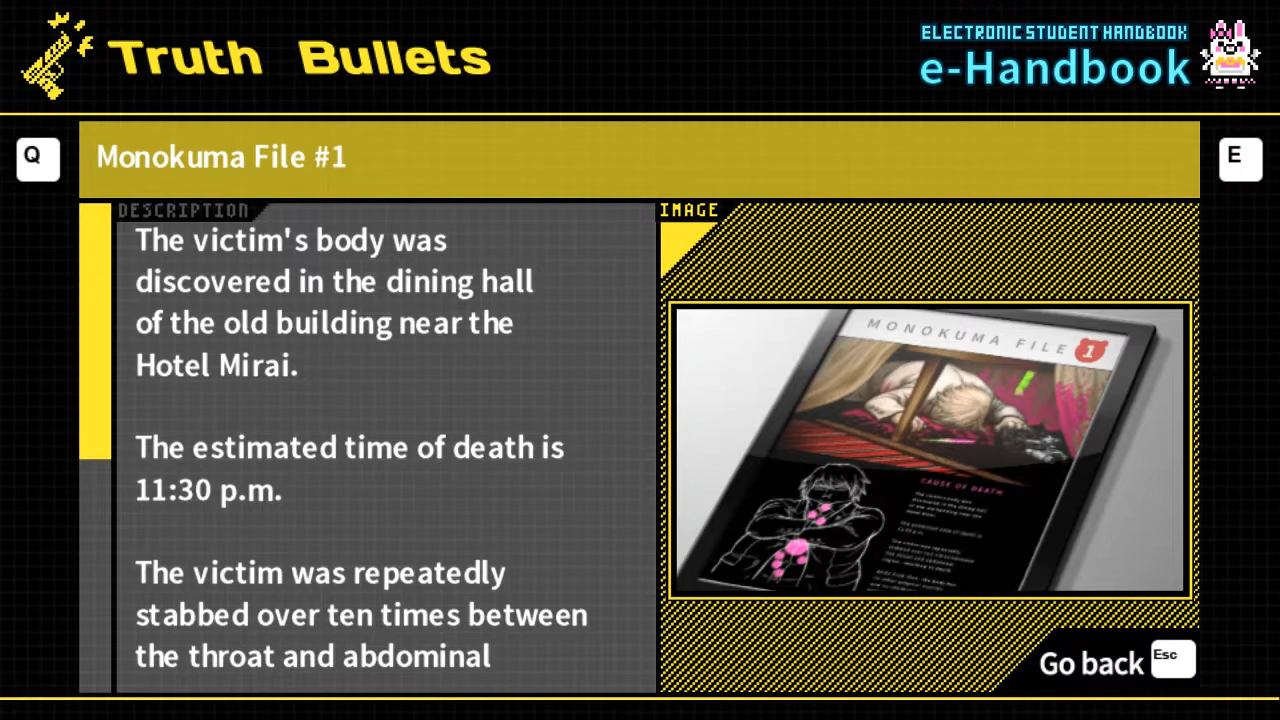 Truth Bullets
ELECTRONIC STUDENT HANDBOOK
e-Handbook
Q
E
Monokuma File #1
DESCRIPTION
The victim's body was
discovered in the dining hall
of the old building near the
Hotel Mirai.
The estimated time of death is
11:30 p.m.
The victim was repeatedly
stabbed over ten times between
the throat and abdominal
IMAGE
MONOKUMA FILE 1
CAUSE OF DEATH
Go back Esc